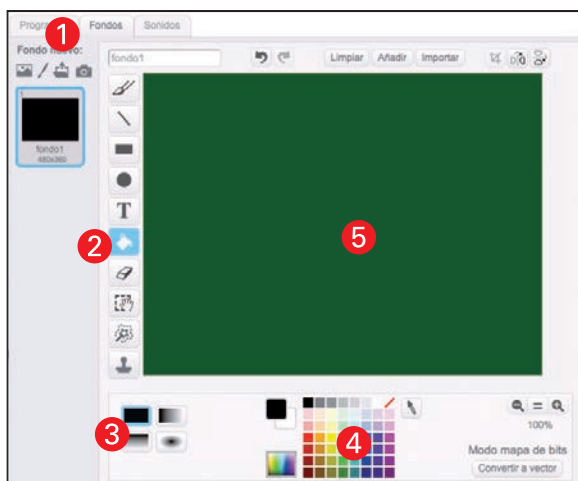 Fondos
Sonidos
1
Fondo nuevo:
fondo1
Limpiar
Añadir
Importar
1
fondo1
480x360
T
2
5
3
4
100%
Modo mapa de bits
Convertir a vector